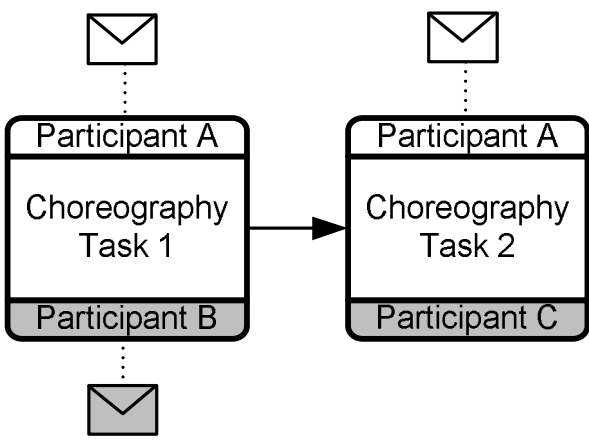 Participant A
Choreography
Task 1
Participant B
Participant A
Choreography
Task 2
Participant C